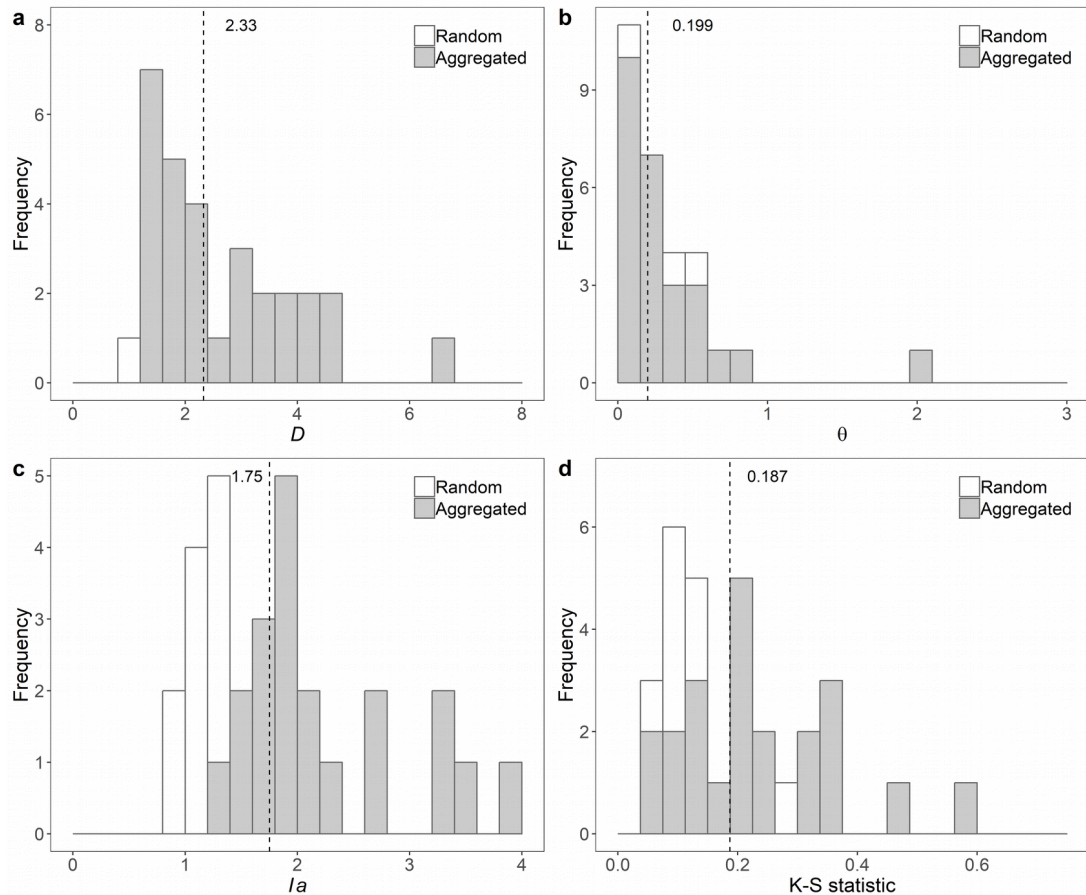 a
2.33
Random
Aggregated
8
6
4
2
0
Frequency
0 2 4 6 8
D
b
0.199
Random
Aggregated
9
6
3
0
Frequency
0 1 2 3
θ
c
1.75
Random
Aggregated
5
4
3
2
1
0
Frequency
0 1 2 3 4
Ia
d
0.187
Random
Aggregated
6
4
2
0
Frequency
0.0 0.2 0.4 0.6
K-S statistic